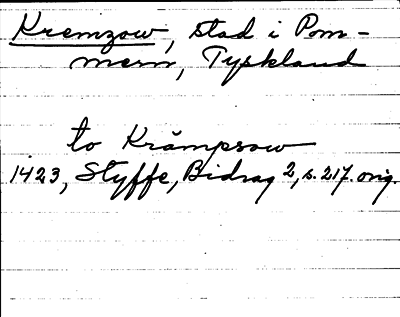 Kremzow, stad i Pom-
mern, Tyskland
to Krämpsow
1423, Styffe, Bidrag 2, s. 217. orig.